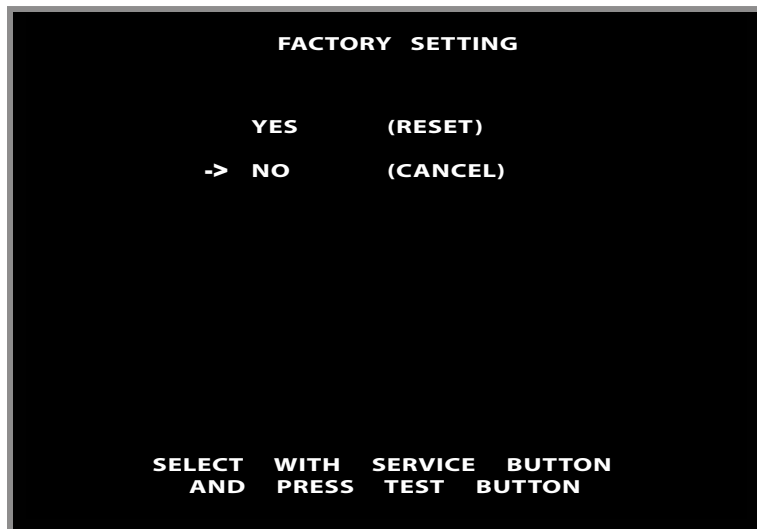 FACTORY SETTING
YES (RESET)
-> NO (CANCEL)
SELECT WITH SERVICE BUTTON
AND PRESS TEST BUTTON